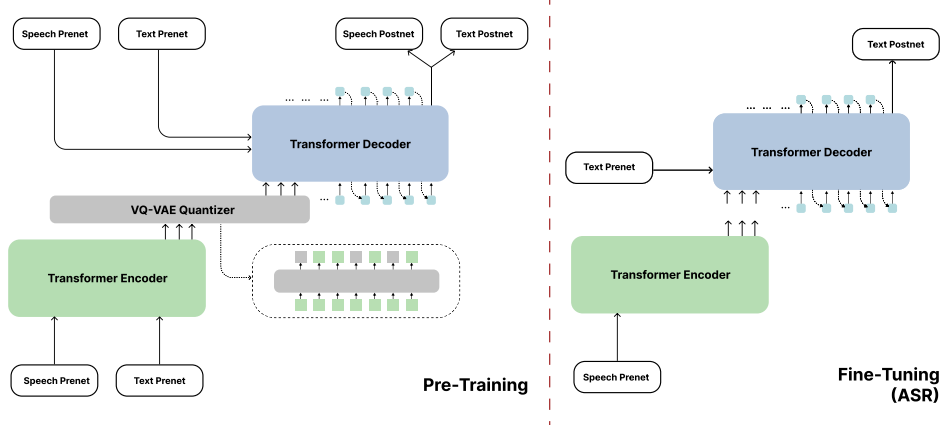 Speech Prenet
Text Prenet
Speech Postnet
Text Postnet
... ... ...
Transformer Decoder
...
VQ-VAE Quantizer
Transformer Encoder
Speech Prenet
Text Prenet
Pre-Training
Text Postnet
... ... ...
Transformer Decoder
Text Prenet
...
Transformer Encoder
Speech Prenet
Fine-Tuning
(ASR)